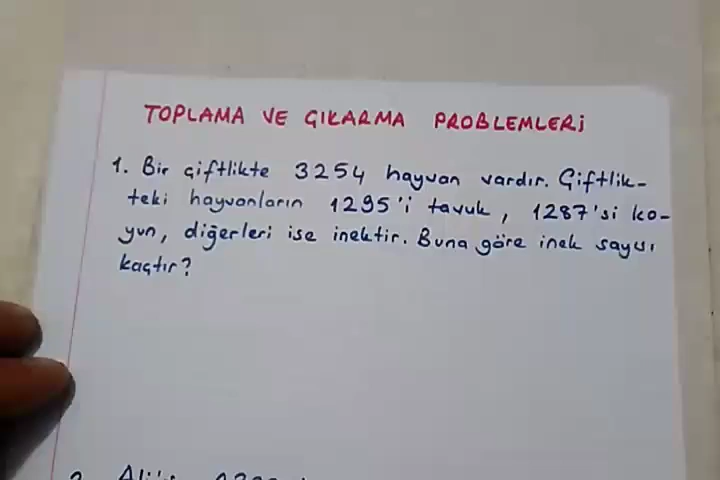 TOPLAMA VE ÇIKARMA PROBLEMLERİ
1. Bir çiftlikte 3254 hayvan vardır. Çiftlik-
teki hayvanların 1295'i tavuk, 1287'si ko-
yun, diğerleri ise inektir. Buna göre inek sayısı
kaçtır?